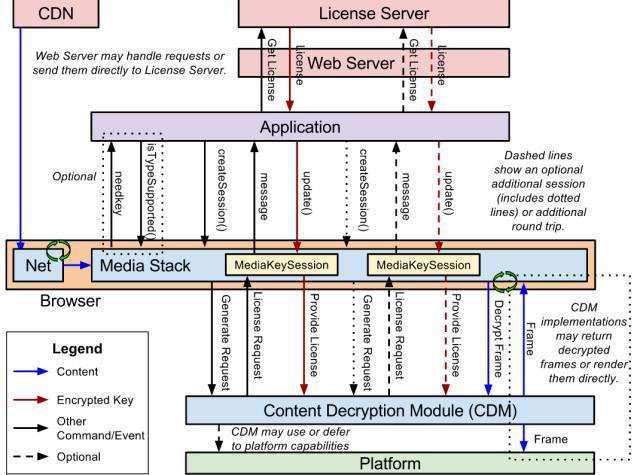 CDN
License Server
Web Server may handle requests or
send them directly to License Server.
Get License
License
Get License
License
Web Server
Application
Optional
needkey
isTypeSupported()
createSession()
message
update()
createSession()
message
update()
Dashed lines
show an optional
additional session
(includes dotted
lines) or additional
round trip.
Net
Media Stack
MediaKeySession
MediaKeySession
Browser
Generate Request
License Request
Provide License
Generate Request
License Request
Provide License
Decrypt Frame
Frame
CDM
implementations
may return
decrypted
frames or render
them directly.
Legend
Content
Encrypted Key
Other
Command/Event
Optional
Content Decryption Module (CDM)
CDM may use or defer
to platform capabilities
Frame
Platform